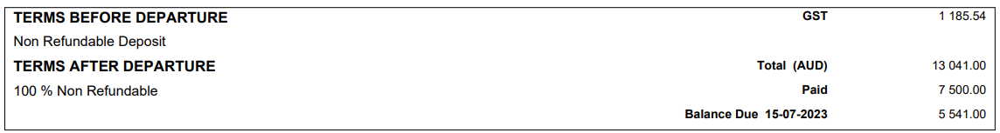 TERMS BEFORE DEPARTURE GST 1 185.54
Non Refundable Deposit
TERMS AFTER DEPARTURE Total (AUD) 13 041.00
100 % Non Refundable Paid 7 500.00
Balance Due 15-07-2023 5 541.00